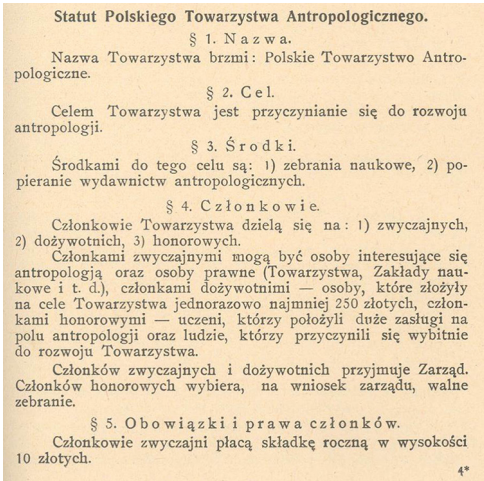 Statut Polskiego Towarzystwa Antropologicznego.
§ 1. Nazwa.
Nazwa Towarzystwa brzmi: Polskie Towarzystwo Antro-
pologiczne.
§ 2. Cel.
Celem Towarzystwa jest przyczynianie się do rozwoju
antropologji.
§ 3. Środki.
Środkami do tego celu są: 1) zebrania naukowe, 2) po-
pieranie wydawnictw antropologicznych.
§ 4. Członkowie.
Członkowie Towarzystwa dzielą się na: 1) zwyczajnych,
2) dożywotnich, 3) honorowych.
Członkami zwyczajnymi mogą być osoby interesujące się
antropologją oraz osoby prawne (Towarzystwa, Zakłady nau-
kowe i t. d.), członkami dożywotnimi — osoby, które złożyły
na cele Towarzystwa jednorazowo najmniej 250 złotych, człon-
kami honorowymi — uczeni, którzy położyli duże zasługi na
polu antropologji oraz ludzie, którzy przyczynili się wybitnie
do rozwoju Towarzystwa.
Członków zwyczajnych i dożywotnich przyjmuje Zarząd.
Członków honorowych wybiera, na wniosek zarządu, walne
zebranie.
§ 5. Obowiązki i prawa członków.
Członkowie zwyczajni płacą składkę roczną w wysokości
10 złotych.
4*